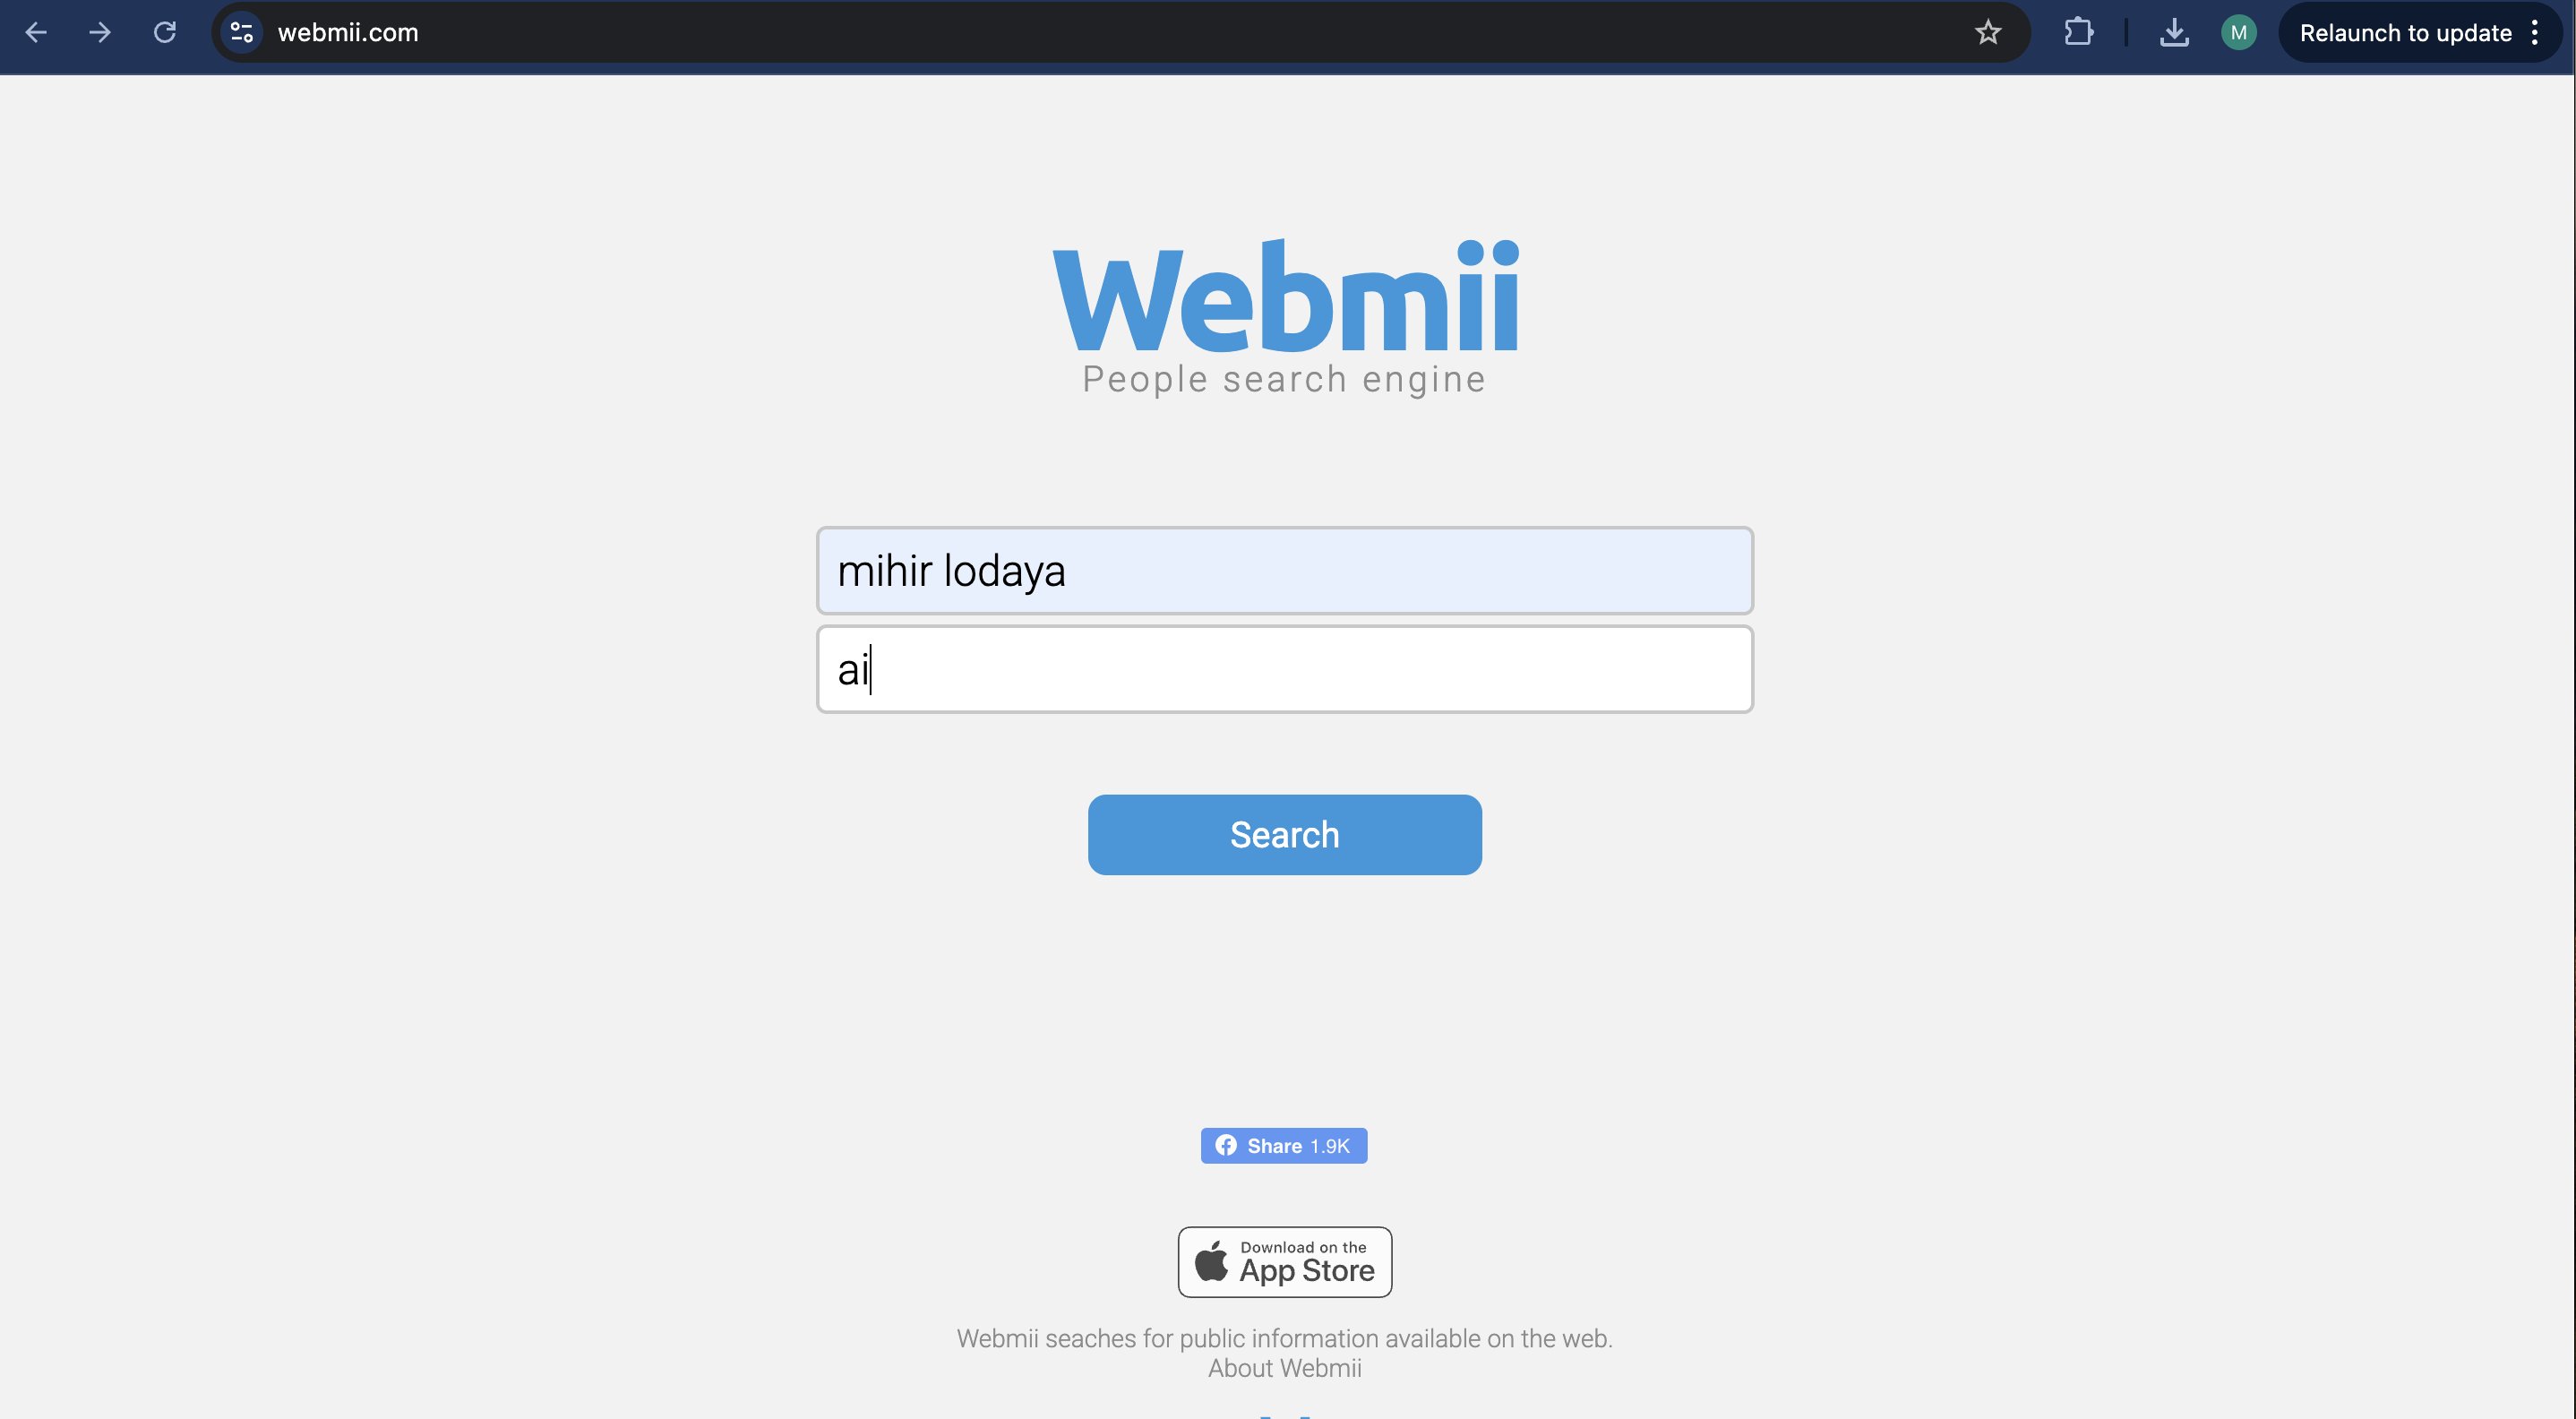 webmii.com
M
Relaunch to update
Webmii
People search engine
mihir lodaya
ai
Search
Share 1.9K
Download on the
App Store
Webmii seaches for public information available on the web.
About Webmii